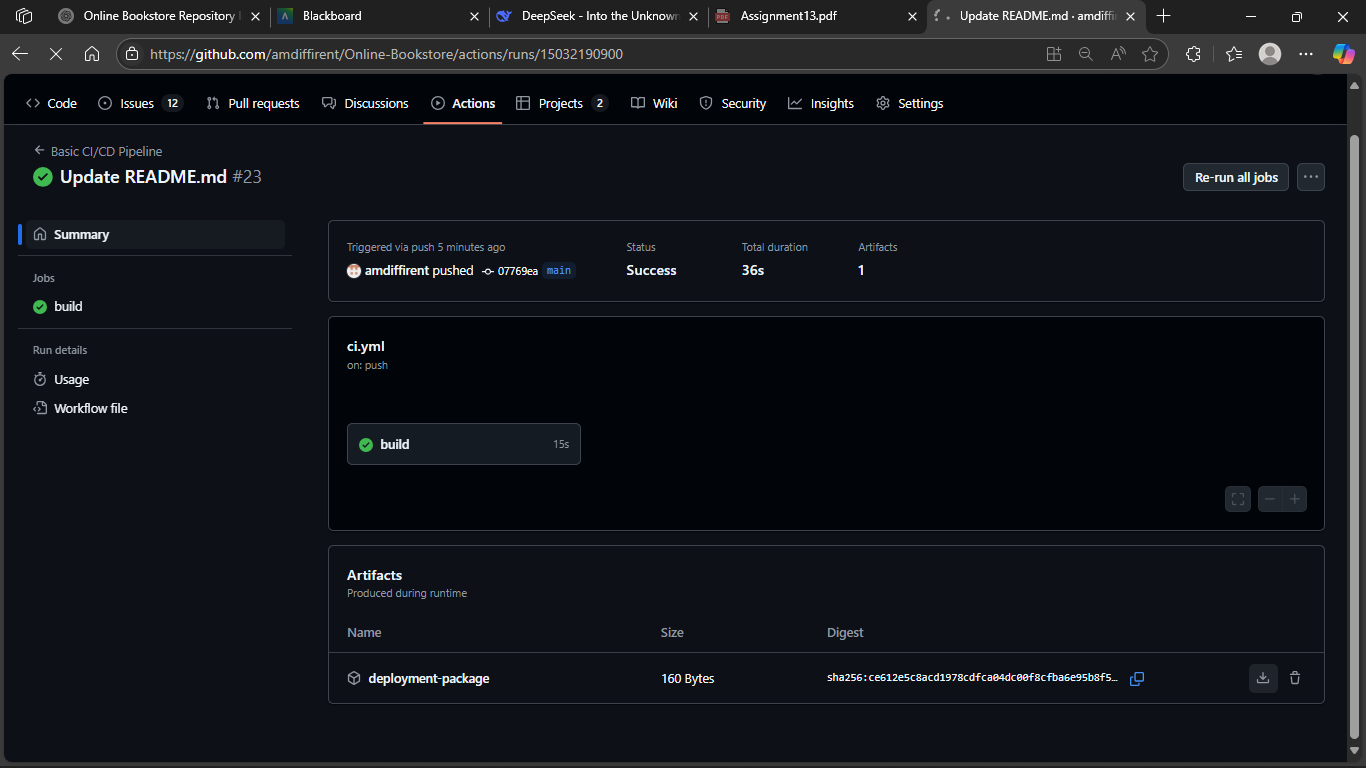 Online Bookstore Repository
Blackboard
DeepSeek - Into the Unknown
Assignment13.pdf
Update README.md · amdiffi
https://github.com/amdiffirent/Online-Bookstore/actions/runs/15032190900
Code
Issues 12
Pull requests
Discussions
Actions
Projects 2
Wiki
Security
Insights
Settings
Basic CI/CD Pipeline
Update README.md #23
Re-run all jobs
Summary
Jobs
build
Run details
Usage
Workflow file
Triggered via push 5 minutes ago
amdiffirent pushed 07769ea main
Status
Success
Total duration
36s
Artifacts
1
ci.yml
on: push
build 15s
Artifacts
Produced during runtime
Name Size Digest
deployment-package 160 Bytes sha256:ce612e5c8acd1978cdfca04dc00f8cfba6e95b8f5…